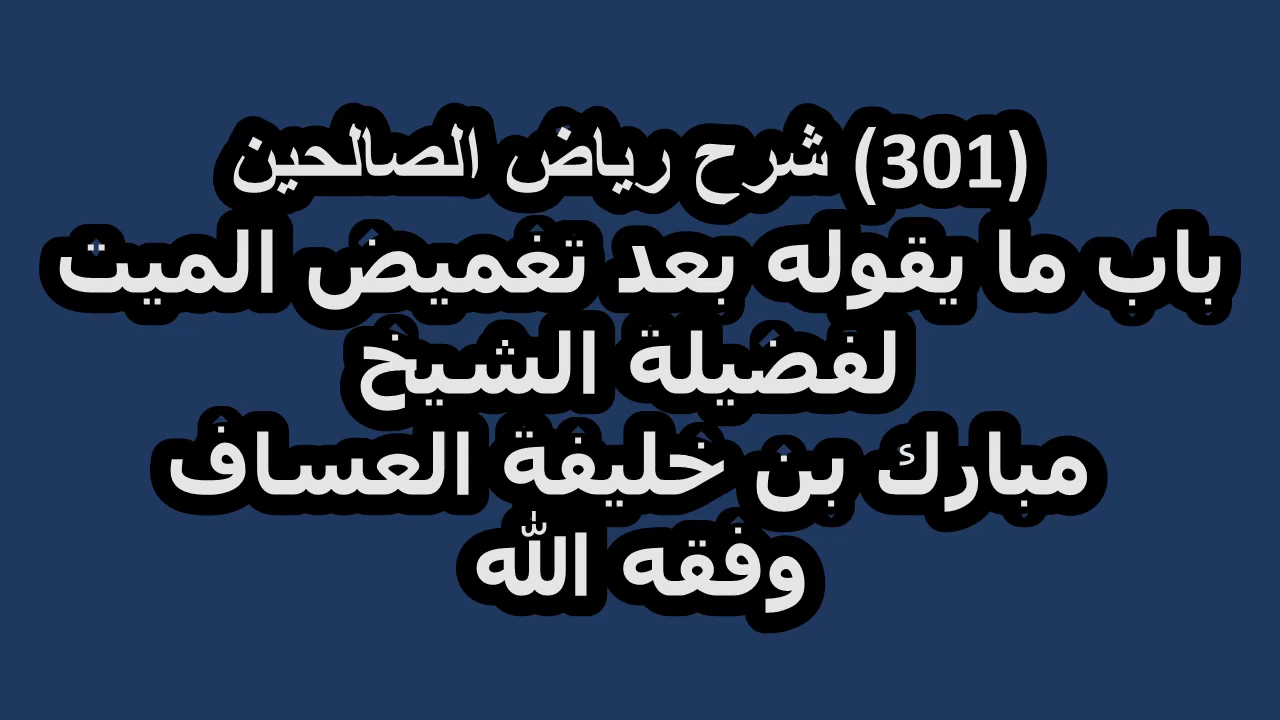 (301) شرح رياض الصالحين
باب ما يقوله بعد تغميض الميت
لفضيلة الشيخ
مبارك بن خليفة العساف
وفقه الله